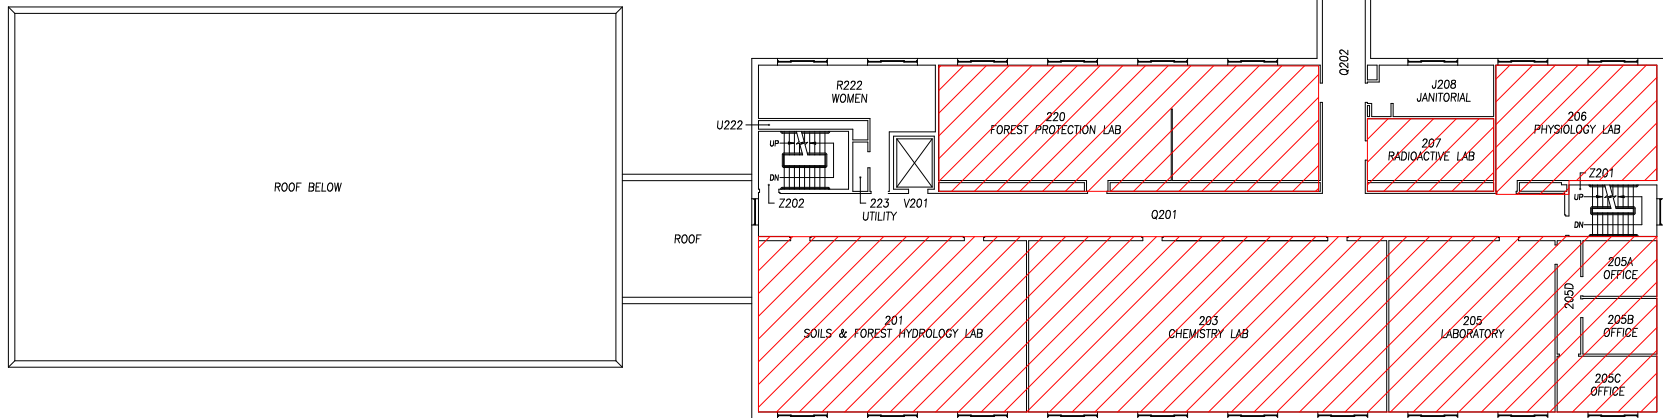 Q202
R222
WOMEN
J208
JANITORIAL
U222
220
FOREST PROTECTION LAB
206
PHYSIOLOGY LAB
UP
207
RADIOACTIVE LAB
DN
Z201
ROOF BELOW
Z202
223
UTILITY
V201
UP
Q201
DN
ROOF
205A
OFFICE
205D
201
SOILS & FOREST HYDROLOGY LAB
203
CHEMISTRY LAB
205
LABORATORY
205B
OFFICE
205C
OFFICE